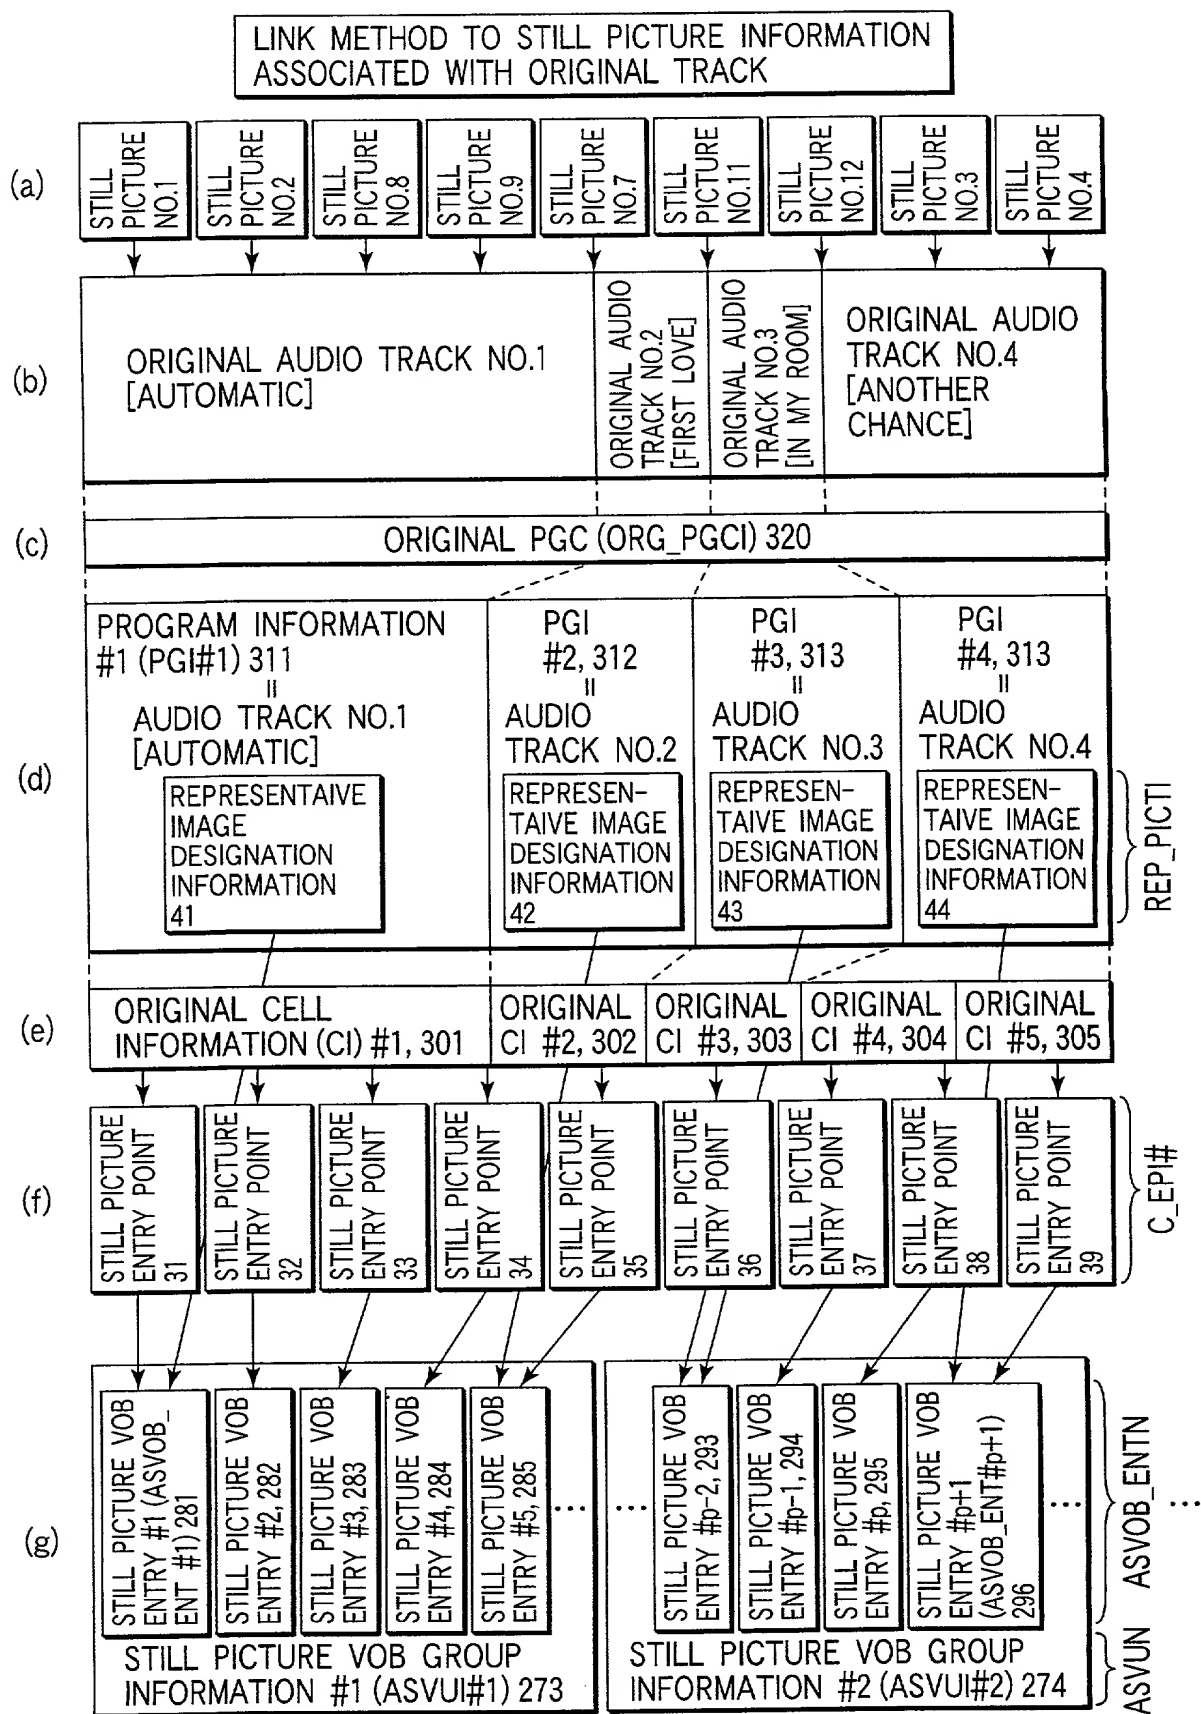 LINK METHOD TO STILL PICTURE INFORMATION
ASSOCIATED WITH ORIGINAL TRACK
(a)
STILL
PICTURE
NO.1
STILL
PICTURE
NO.2
STILL
PICTURE
NO.8
STILL
PICTURE
NO.9
STILL
PICTURE
NO.7
STILL
PICTURE
NO.11
STILL
PICTURE
NO.12
STILL
PICTURE
NO.3
STILL
PICTURE
NO.4
(b)
ORIGINAL AUDIO TRACK NO.1
[AUTOMATIC]
ORIGINAL AUDIO
TRACK NO.2
[FIRST LOVE]
ORIGINAL AUDIO
TRACK NO.3
[IN MY ROOM]
ORIGINAL AUDIO
TRACK NO.4
[ANOTHER
CHANCE]
(c)
ORIGINAL PGC (ORG_PGCI) 320
(d)
PROGRAM INFORMATION
#1 (PGI#1) 311
=
AUDIO TRACK NO.1
[AUTOMATIC]
REPRESENTAIVE
IMAGE
DESIGNATION
INFORMATION
41
PGI
#2, 312
=
AUDIO
TRACK NO.2
REPRESEN-
TAIVE IMAGE
DESIGNATION
INFORMATION
42
PGI
#3, 313
=
AUDIO
TRACK NO.3
REPRESEN-
TAIVE IMAGE
DESIGNATION
INFORMATION
43
PGI
#4, 313
=
AUDIO
TRACK NO.4
REPRESEN-
TAIVE IMAGE
DESIGNATION
INFORMATION
44
REP_PICTI
(e)
ORIGINAL CELL
INFORMATION (CI) #1, 301
ORIGINAL
CI #2, 302
ORIGINAL
CI #3, 303
ORIGINAL
CI #4, 304
ORIGINAL
CI #5, 305
(f)
STILL PICTURE
ENTRY POINT
31
STILL PICTURE
ENTRY POINT
32
STILL PICTURE
ENTRY POINT
33
STILL PICTURE
ENTRY POINT
34
STILL PICTURE
ENTRY POINT
35
STILL PICTURE
ENTRY POINT
36
STILL PICTURE
ENTRY POINT
37
STILL PICTURE
ENTRY POINT
38
STILL PICTURE
ENTRY POINT
39
C_EPI#
(g)
STILL PICTURE VOB
ENTRY #1 (ASVOB_
ENT #1) 281
STILL PICTURE VOB
ENTRY #2, 282
STILL PICTURE VOB
ENTRY #3, 283
STILL PICTURE VOB
ENTRY #4, 284
STILL PICTURE VOB
ENTRY #5, 285
.....
.....
STILL PICTURE VOB
ENTRY #p-2, 293
STILL PICTURE VOB
ENTRY #p-1, 294
STILL PICTURE VOB
ENTRY #p, 295
STILL PICTURE VOB
ENTRY #p+1
(ASVOB_ENT#p+1)
296
.....
ASVOB_ENTN
...
STILL PICTURE VOB GROUP
INFORMATION #1 (ASVUI#1) 273
STILL PICTURE VOB GROUP
INFORMATION #2 (ASVUI#2) 274
ASVUN